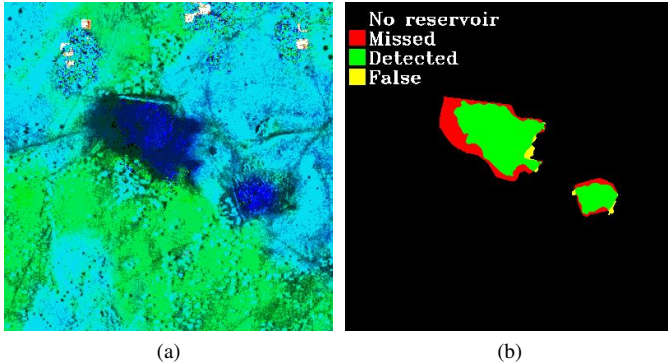 No reservoir
Missed
Detected
False
(a)
(b)